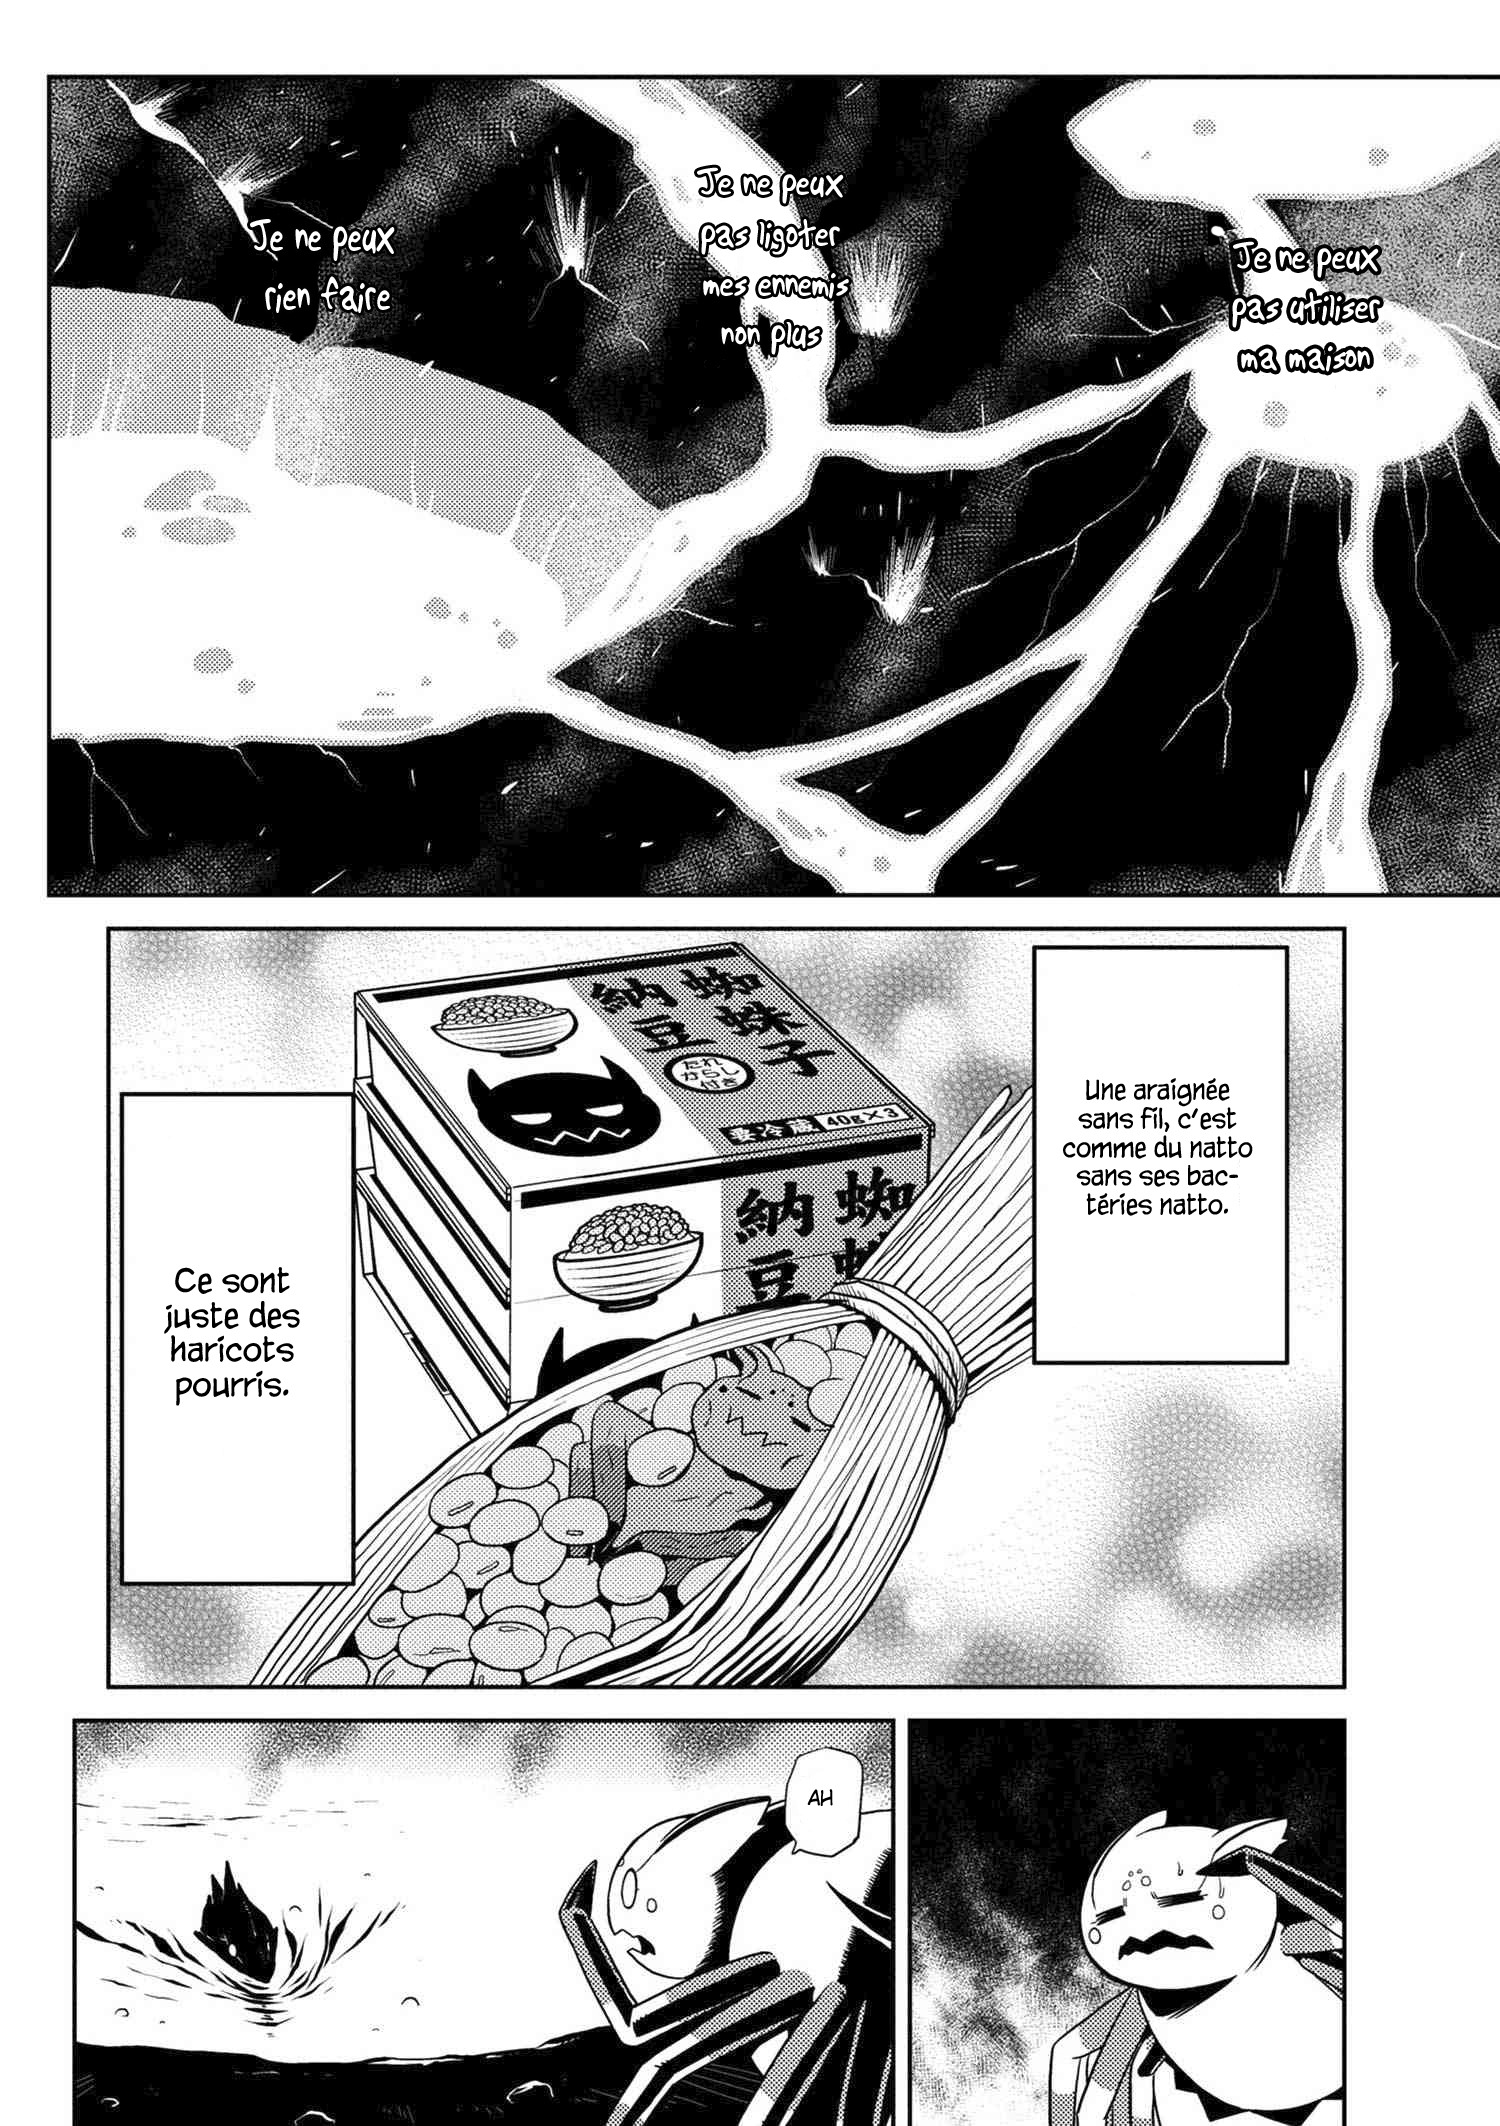 Je ne peux
pas utiliser
ma maison
Je ne peux
pas ligoter
mes ennemis
non plus
Je ne peux
rien faire
Une araignée
sans fil, c'est
comme du natto
sans ses bac-
téries natto.
蜘蛛子
納豆
たれ
からし
付き
要冷蔵
40g×3
蜘蛛
納豆
Ce sont
juste des
haricots
pourris.
AH